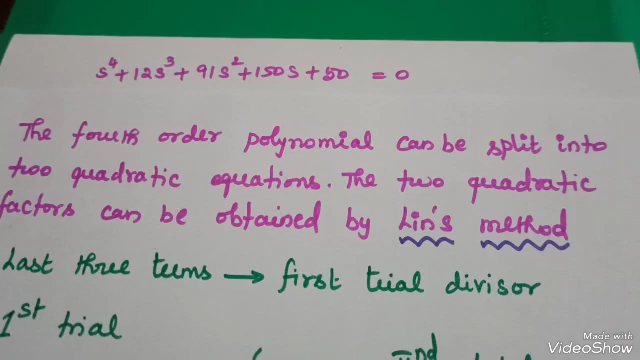 s⁴+12s³+91s²+150s+50 = 0
The fourth order polynomial can be split into
two quadratic equations. The two quadratic
factors can be obtained by Lin's method
Last three terms → first trial divisor
1st trial
IInd
Made with
VideoShow